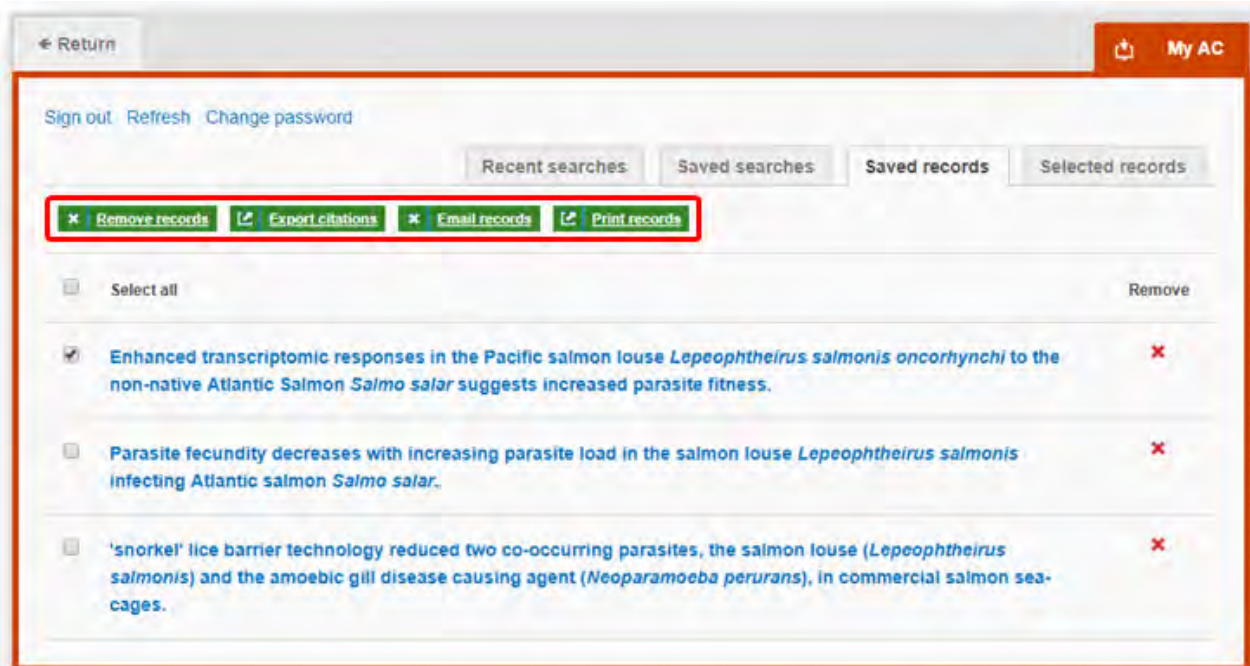 Return
My AC
Sign out Refresh Change password
Recent searches Saved searches Saved records Selected records
Remove records Export citations Email records Print records
Select all Remove
Enhanced transcriptomic responses in the Pacific salmon louse Lepeophtheirus salmonis oncorhynchi to the
non-native Atlantic Salmon Salmo salar suggests increased parasite fitness.
Parasite fecundity decreases with increasing parasite load in the salmon louse Lepeophtheirus salmonis
infecting Atlantic salmon Salmo salar.
'snorkel' lice barrier technology reduced two co-occurring parasites, the salmon louse (Lepeophtheirus
salmonis) and the amoebic gill disease causing agent (Neoparamoeba perurans), in commercial salmon sea-
cages.